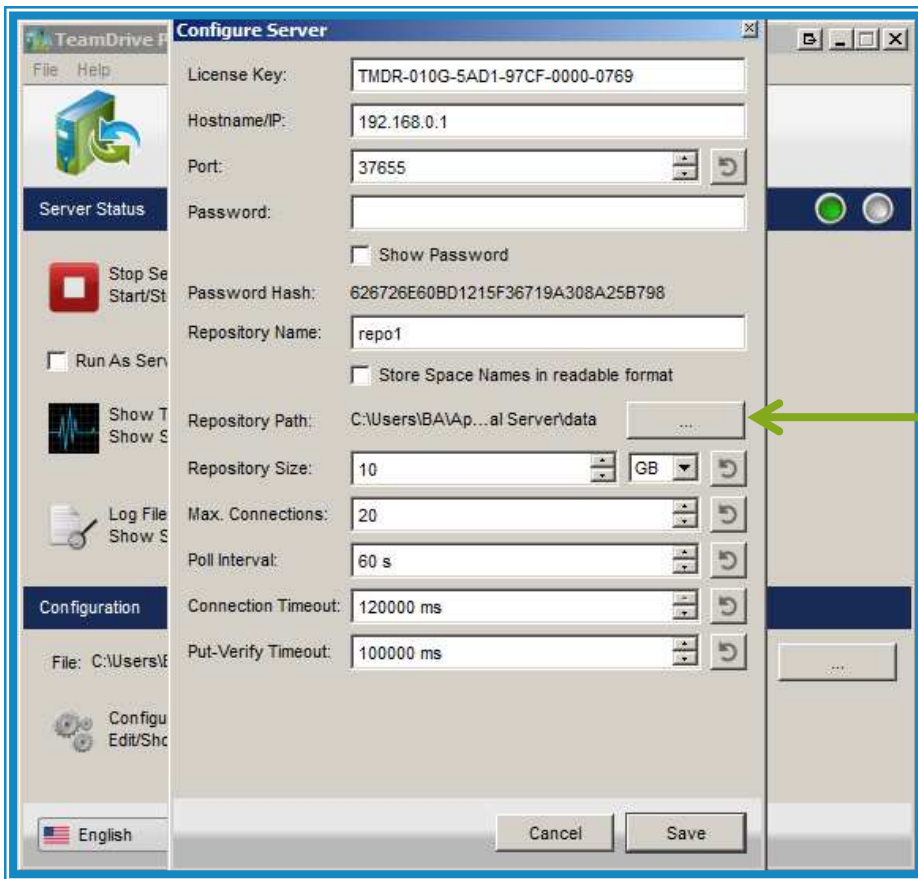 TeamDrive P
Configure Server
File Help
License Key: TMDR-010G-5AD1-97CF-0000-0769
Hostname/IP: 192.168.0.1
Port: 37655
Server Status
Password:
Show Password
Stop Se
Start/St
Password Hash: 626726E60BD1215F36719A308A25B798
Repository Name: repo1
Run As Serv
Store Space Names in readable format
Show T
Show S
Repository Path: C:\Users\BA\Ap...al Server\data ...
Repository Size: 10 GB
Log File
Show S
Max. Connections: 20
Poll Interval: 60 s
Configuration
Connection Timeout: 120000 ms
Put-Verify Timeout: 100000 ms
File: C:\Users\E
...
Configu
Edit/Sho
English
Cancel Save